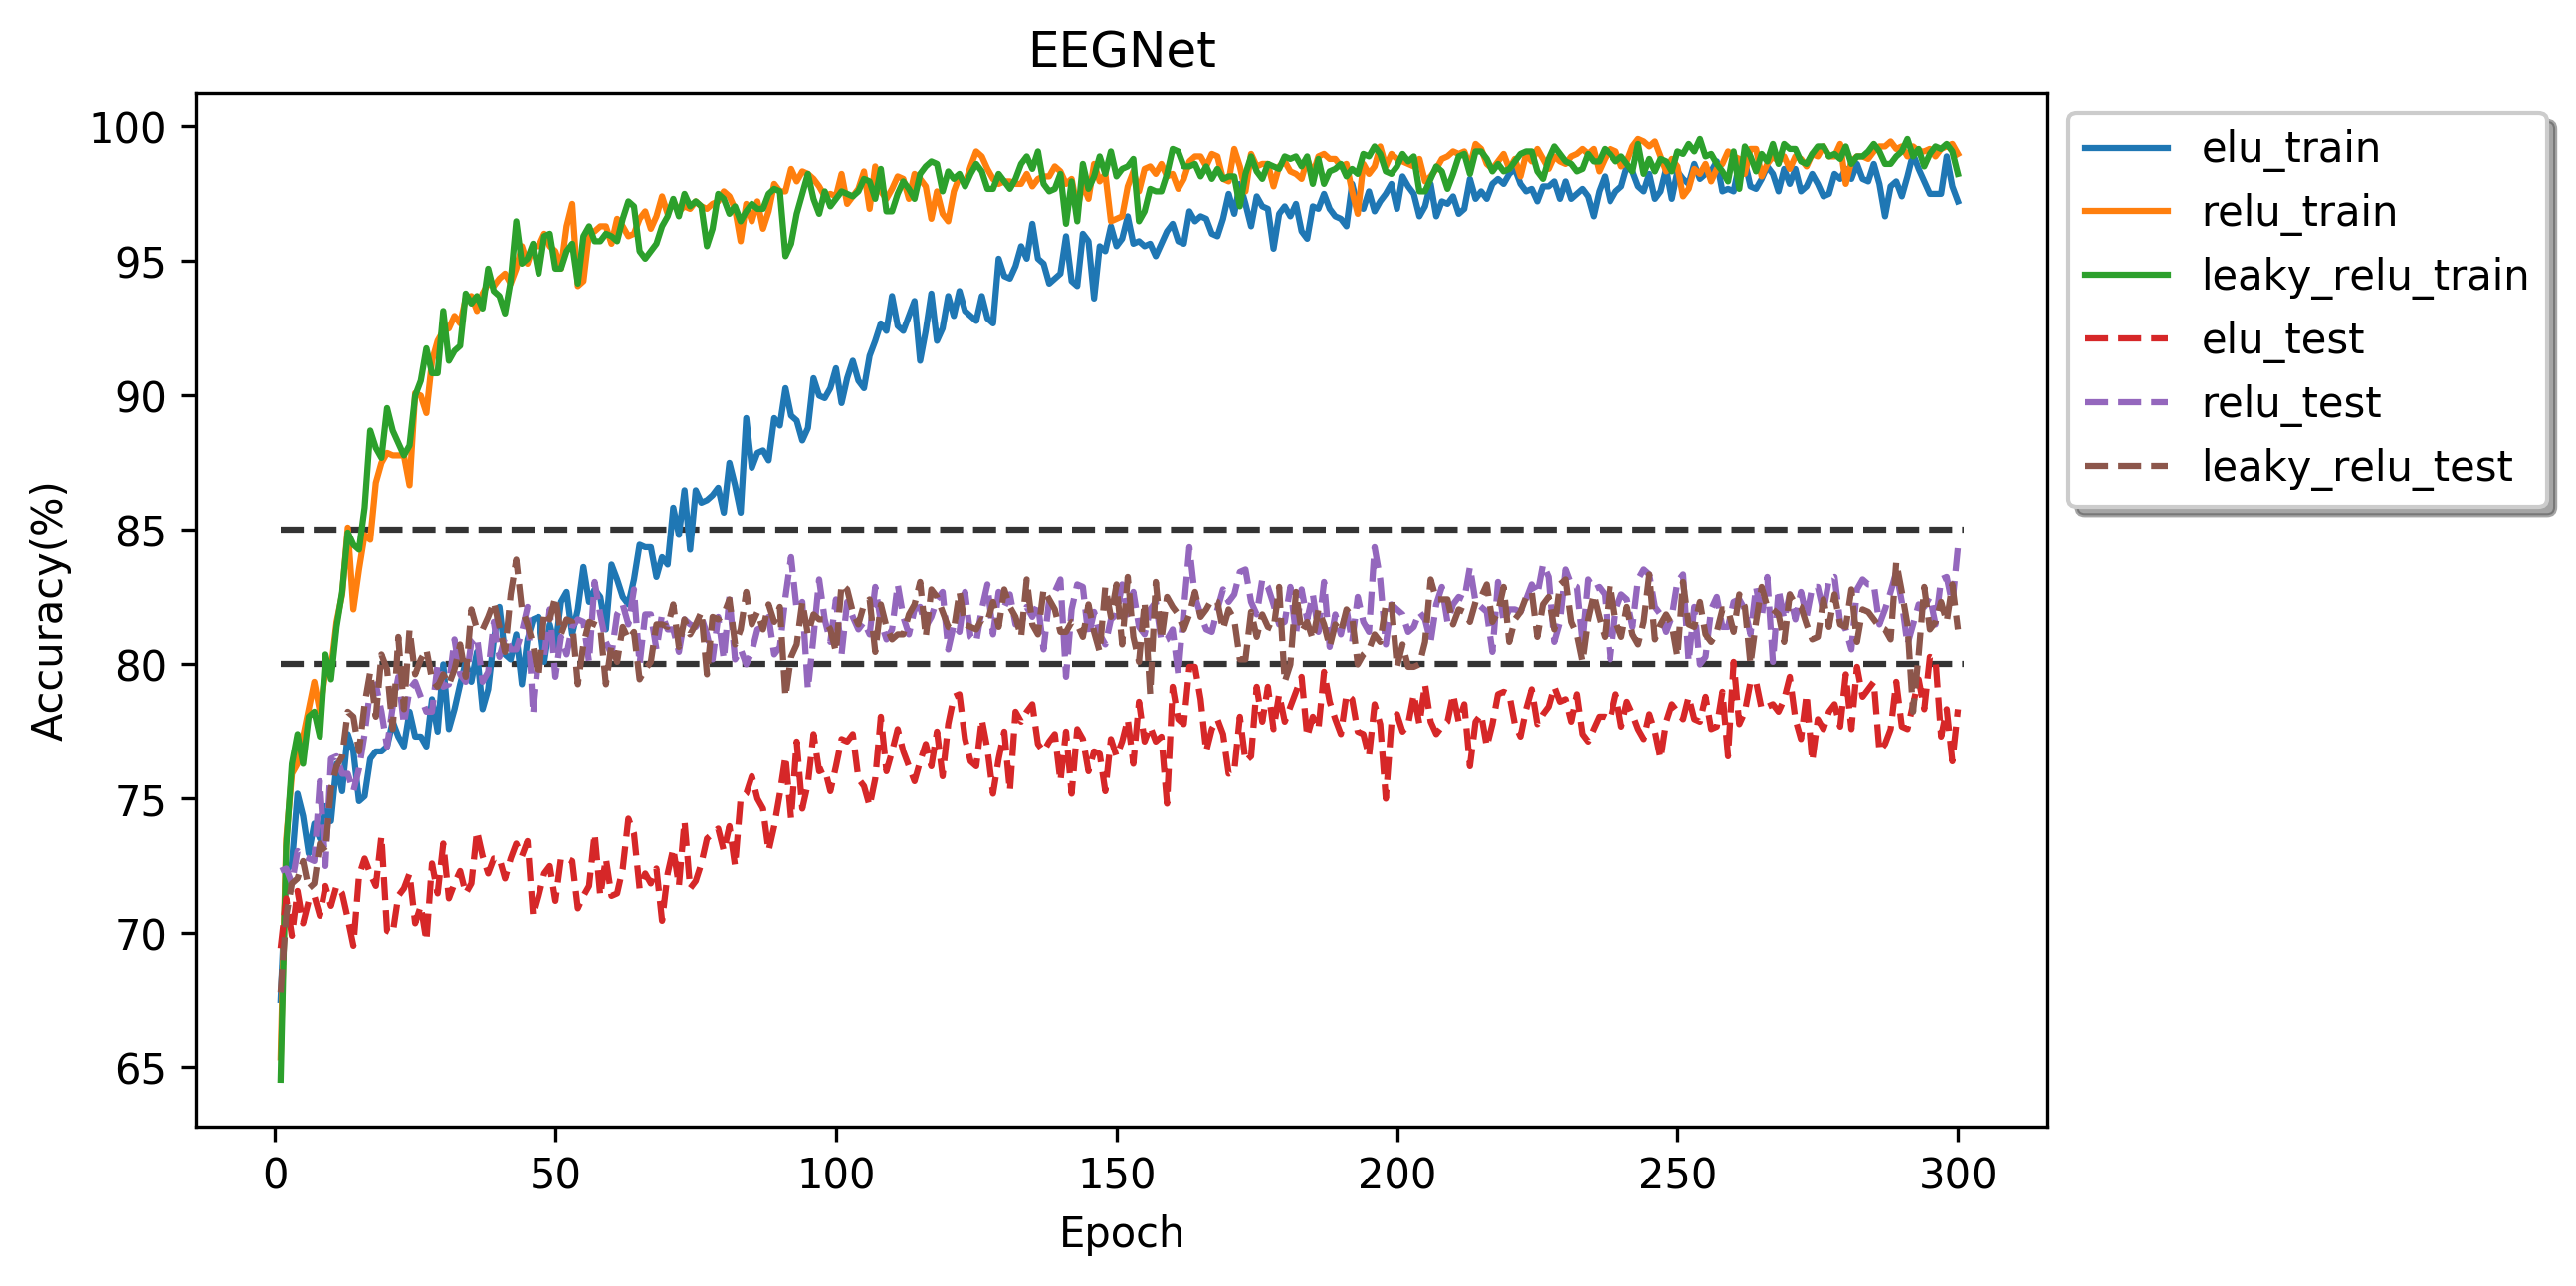 EEGNet
Accuracy(%)
100
95
90
85
80
75
70
65
0 50 100 150 200 250 300
Epoch
elu_train
relu_train
leaky_relu_train
elu_test
relu_test
leaky_relu_test